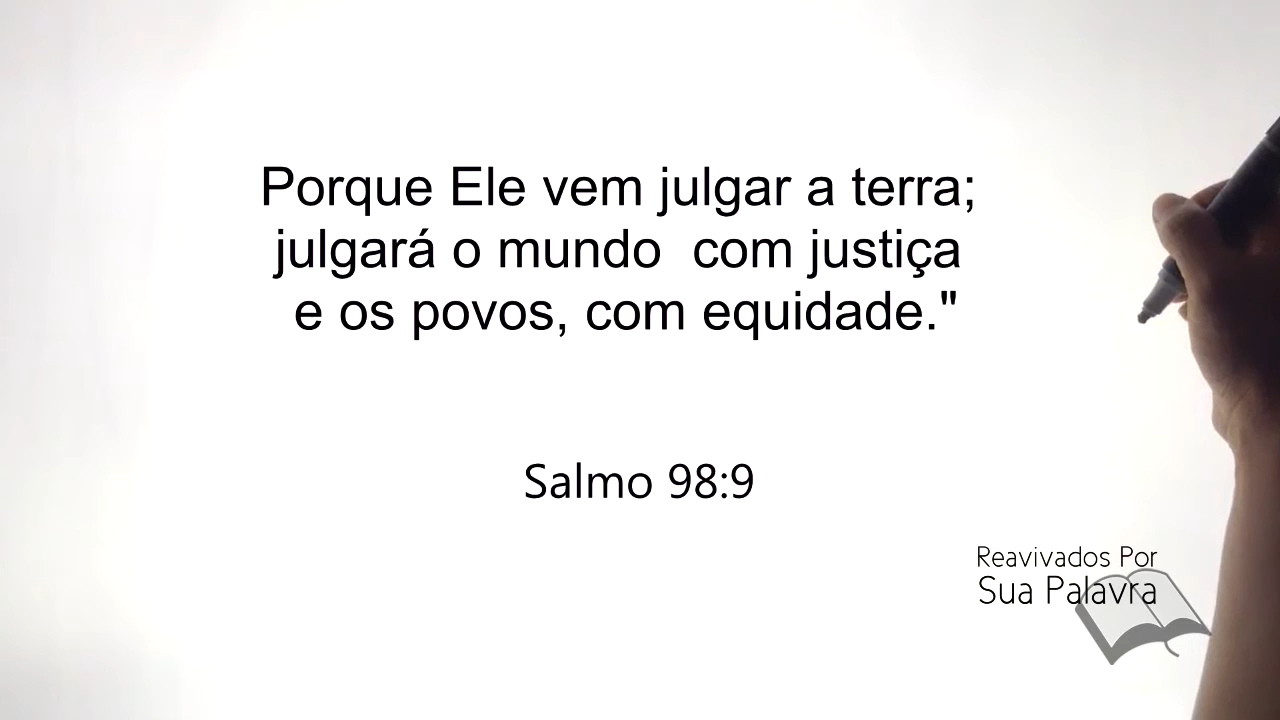 Porque Ele vem julgar a terra;
julgará o mundo  com justiça
e os povos, com equidade."
Salmo 98:9
Reavivados Por
Sua Palavra